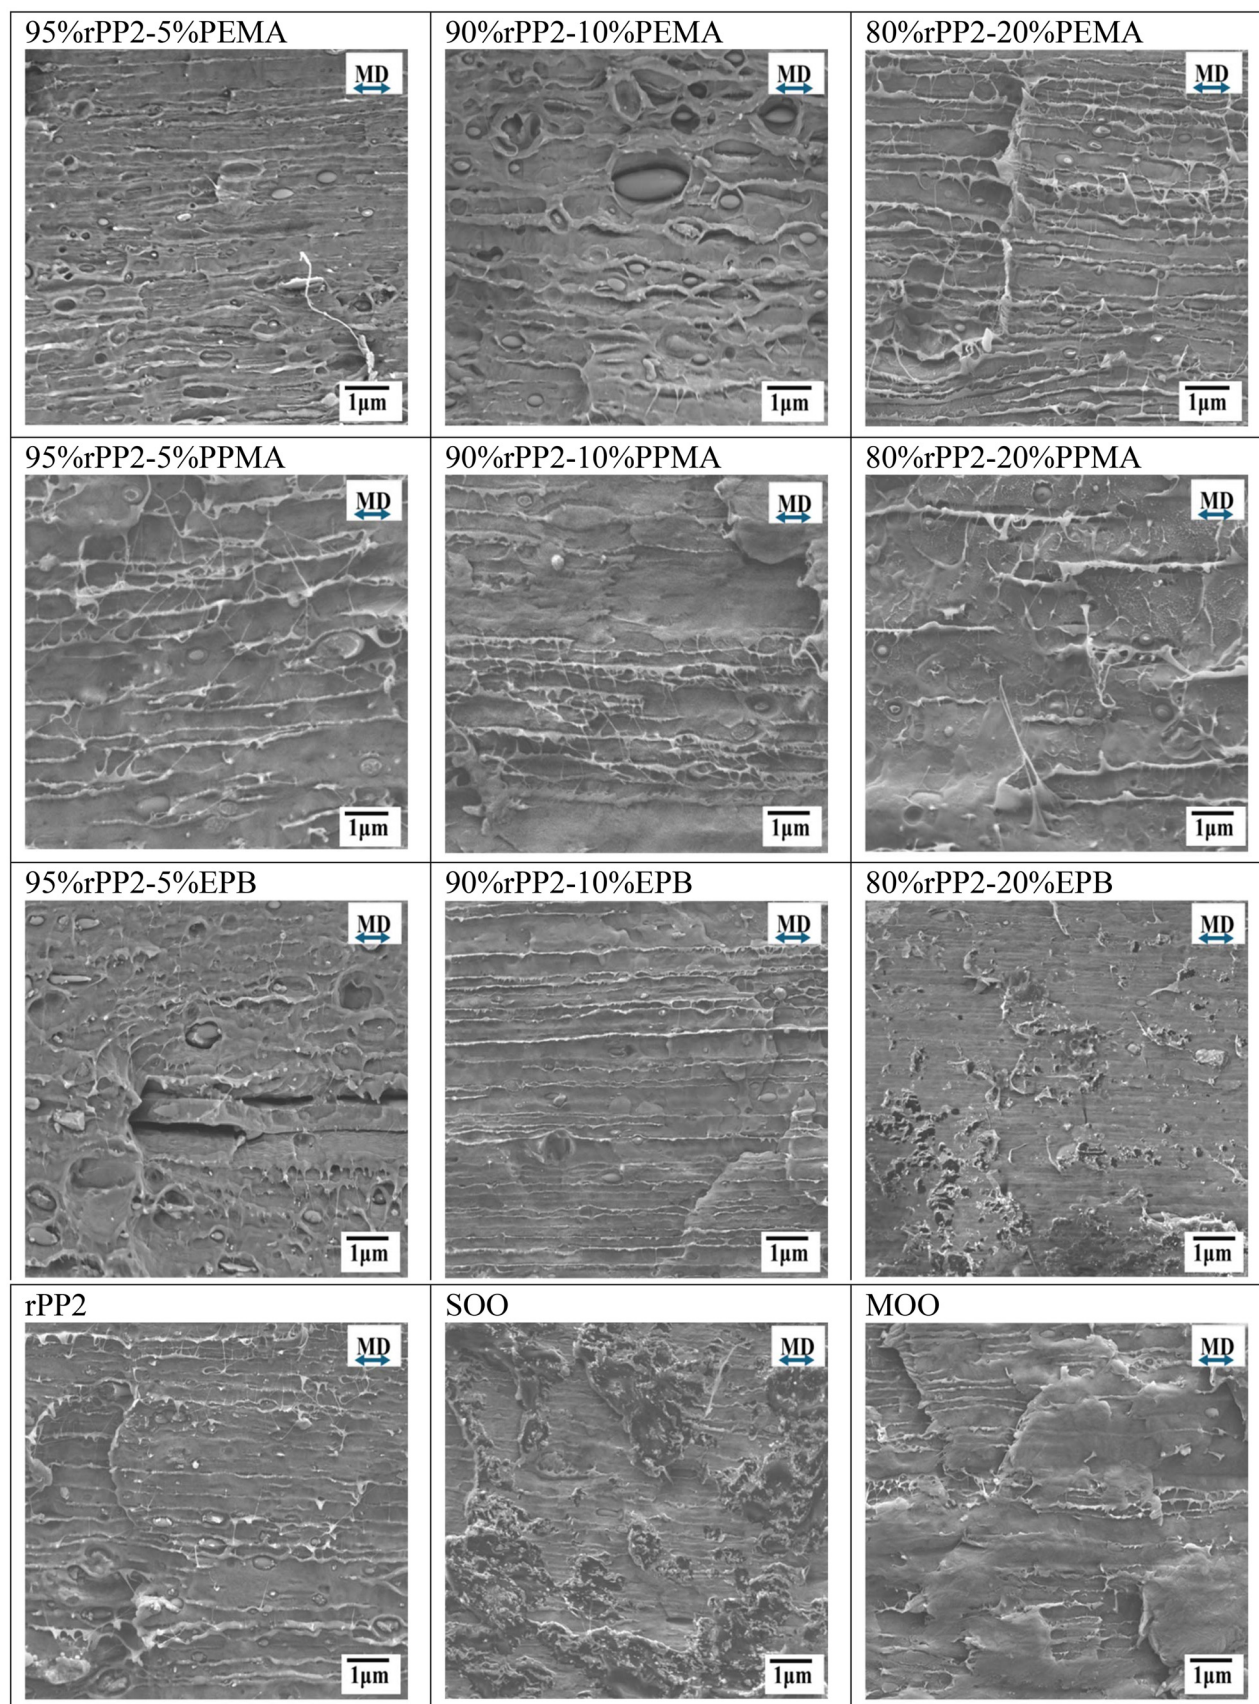 95%rPP2-5%PEMA
90%rPP2-10%PEMA
80%rPP2-20%PEMA
MD
MD
MD
1µm
1µm
1µm
95%rPP2-5%PPMA
90%rPP2-10%PPMA
80%rPP2-20%PPMA
MD
MD
MD
1µm
1µm
1µm
95%rPP2-5%EPB
90%rPP2-10%EPB
80%rPP2-20%EPB
MD
MD
MD
1µm
1µm
1µm
rPP2
SOO
MOO
MD
MD
MD
1µm
1µm
1µm